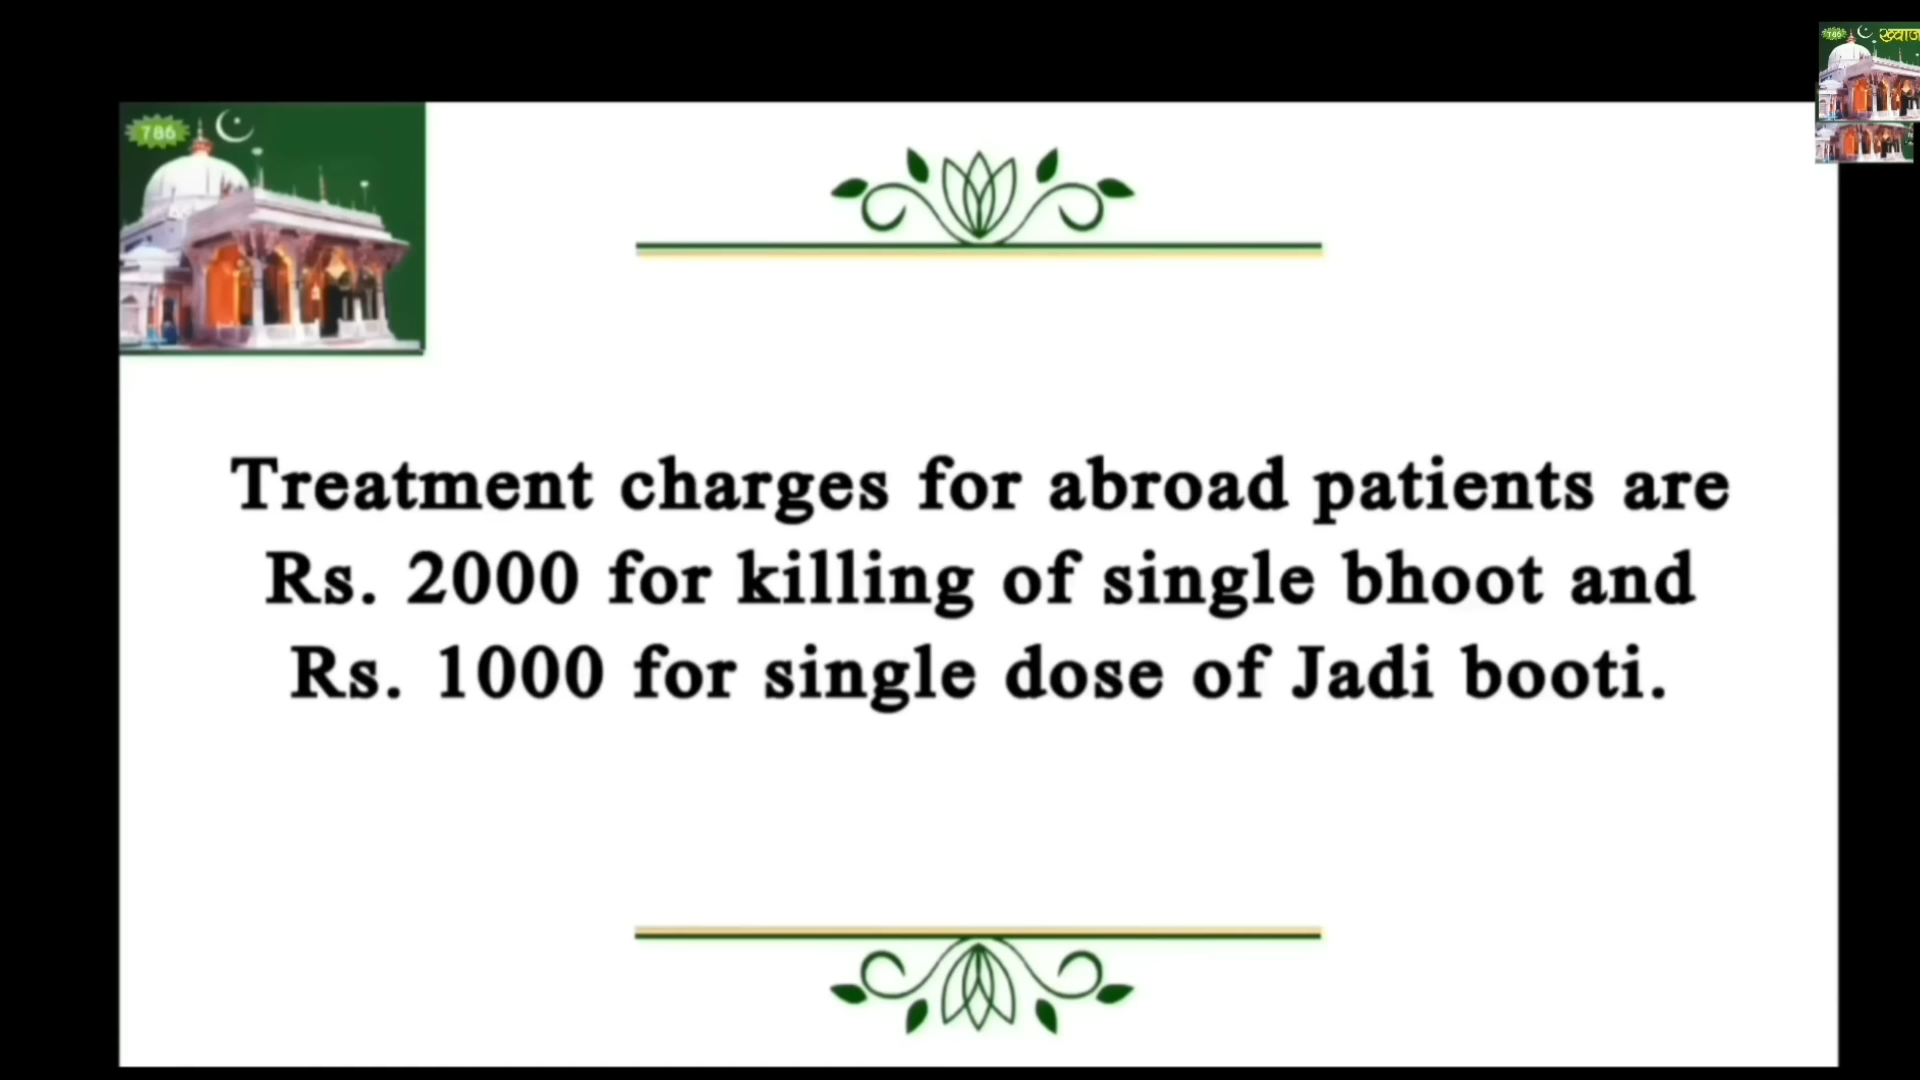 786
786
Treatment charges for abroad patients are
Rs. 2000 for killing of single bhoot and
Rs. 1000 for single dose of Jadi booti.